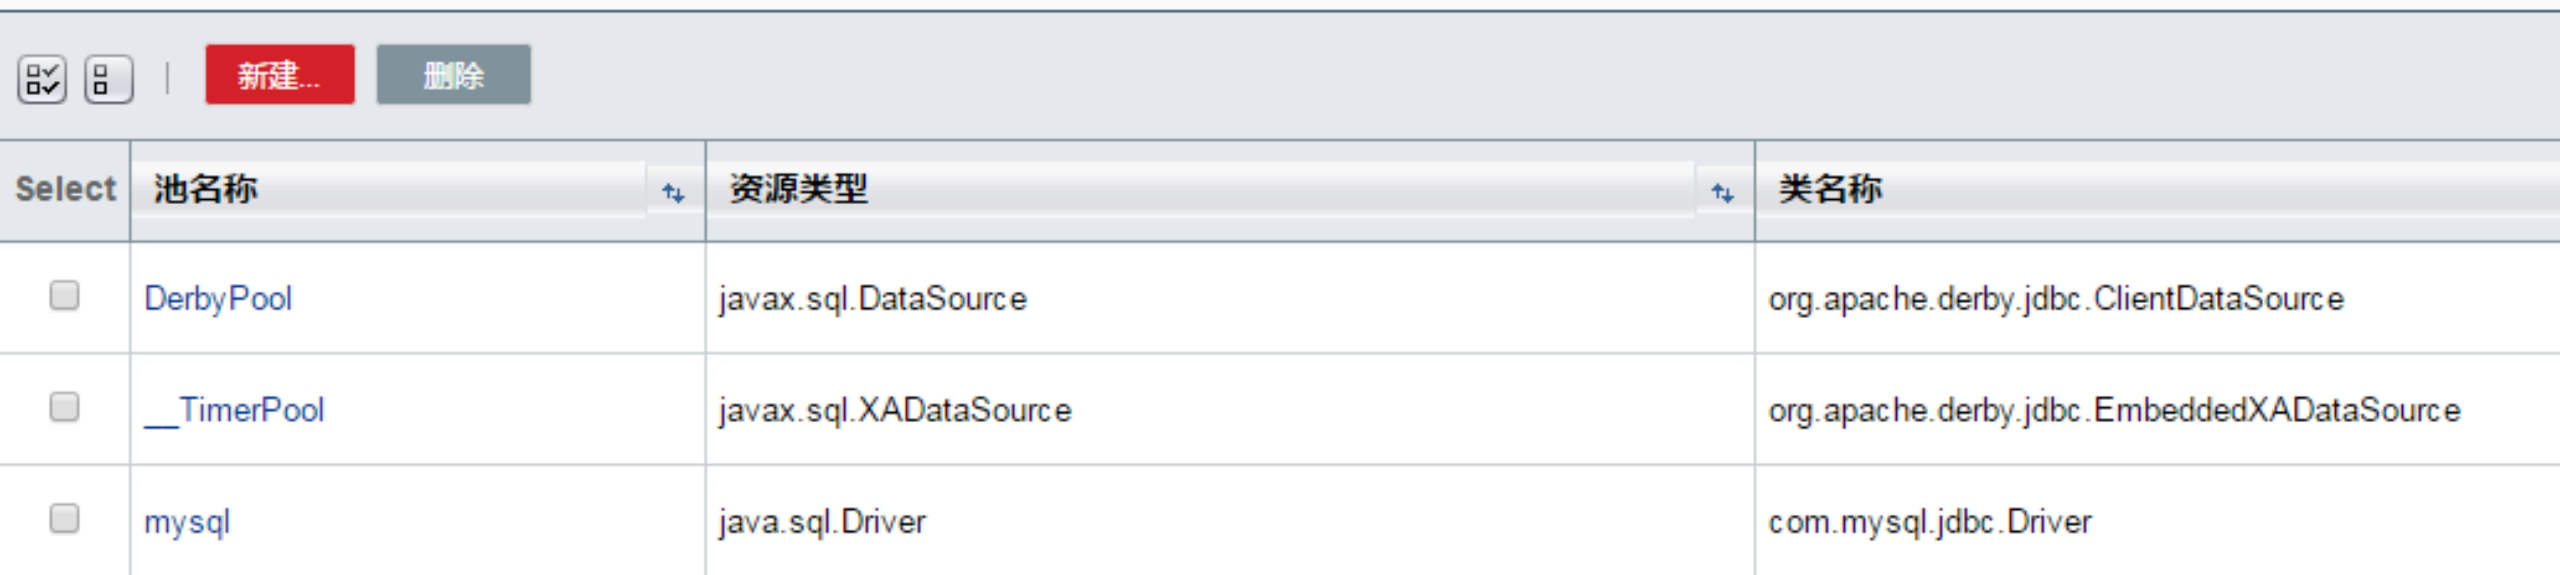 新建... 删除
Select 池名称 资源类型 类名称
DerbyPool javax.sql.DataSource org.apache.derby.jdbc.ClientDataSource
__TimerPool javax.sql.XADataSource org.apache.derby.jdbc.EmbeddedXADataSource
mysql java.sql.Driver com.mysql.jdbc.Driver